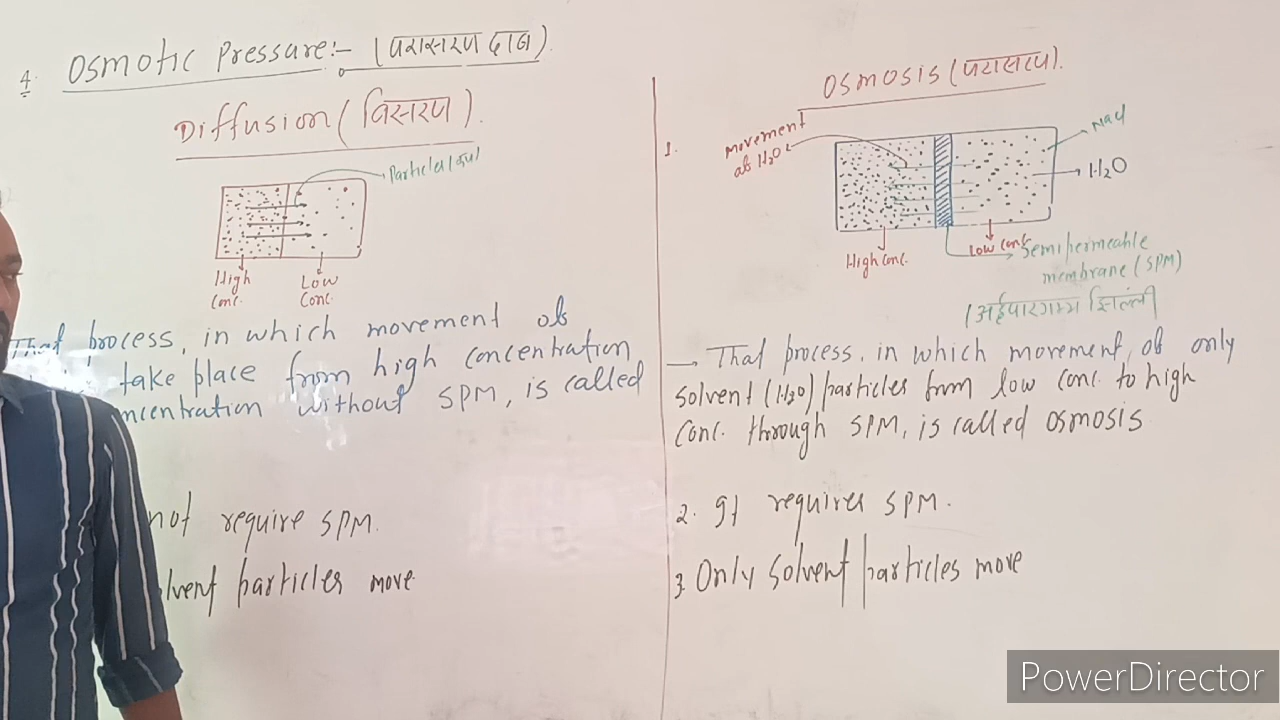 4. Osmotic Pressure:- (परासरण दाब).
Diffusion (विसरण).
Particles (कण)
High
Conc.
Low
Conc.
That process, in which movement of
take place from high concentration
ncentration without SPM, is called
not require SPM.
lvent particles move
Osmosis (परासरण).
1.
Movement
of H₂O
NaCl
H₂O
High Conc.
Low Conc.
Semipermeable
membrane (SPM)
(अर्द्धपारगम्य झिल्ली)
— That process, in which movement of only
solvent (H₂O) particles from low conc. to high
Conc. through SPM, is called osmosis
2. It requires SPM.
3. Only solvent particles move
PowerDirector